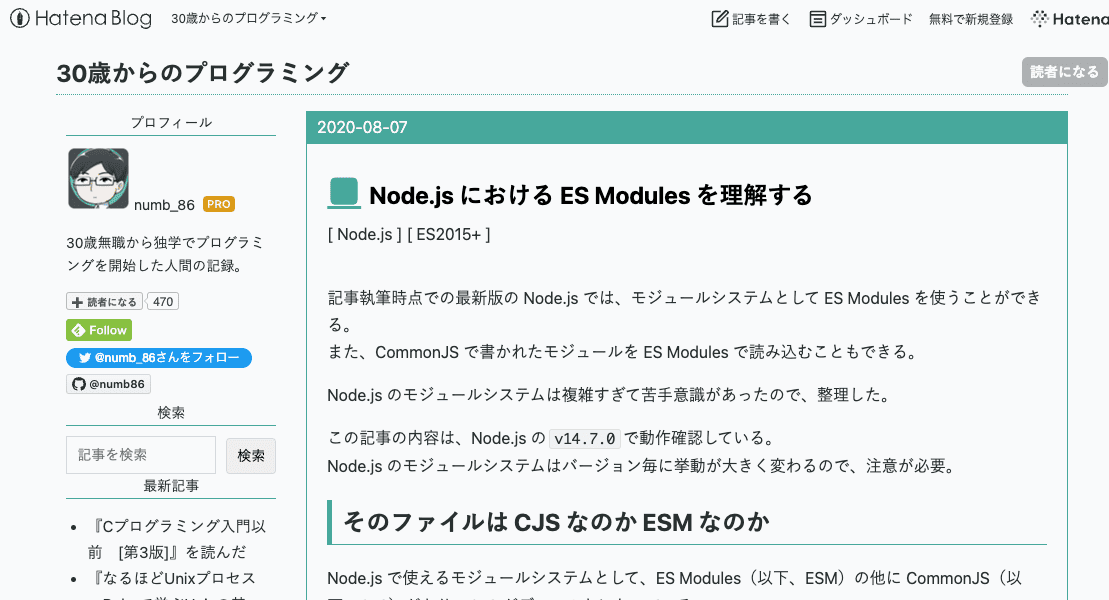 Hatena Blog
30歳からのプログラミング
記事を書く
ダッシュボード
無料で新規登録
Hatena
30歳からのプログラミング
読者になる
プロフィール
numb_86 PRO
30歳無職から独学でプログラミ
ングを開始した人間の記録。
読者になる 470
Follow
@numb_86さんをフォロー
@numb86
検索
記事を検索
検索
最新記事
『Cプログラミング入門以
前　[第3版]』を読んだ
『なるほどUnixプロセス
2020-08-07
Node.js における ES Modules を理解する
[ Node.js ] [ ES2015+ ]
記事執筆時点での最新版の Node.js では、モジュールシステムとして ES Modules を使うことができ
る。
また、CommonJS で書かれたモジュールを ES Modules で読み込むこともできる。
Node.js のモジュールシステムは複雑すぎて苦手意識があったので、整理した。
この記事の内容は、Node.js の v14.7.0 で動作確認している。
Node.js のモジュールシステムはバージョン毎に挙動が大きく変わるので、注意が必要。
そのファイルは CJS なのか ESM なのか
Node.js で使えるモジュールシステムとして、ES Modules（以下、ESM）の他に CommonJS（以